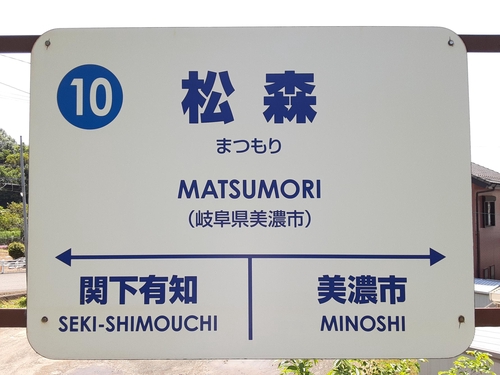 10
松森
まつもり
MATSUMORI
（岐阜県美濃市）
関下有知 美濃市
SEKI-SHIMOUCHI MINOSHI